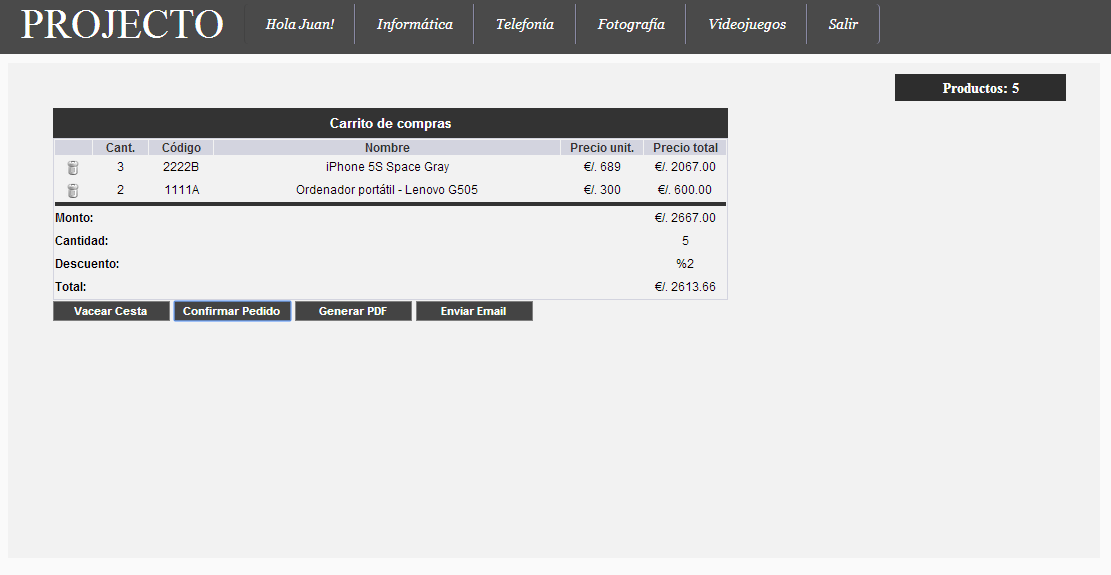 PROJECTO Hola Juan! Informática Telefonía Fotografía Videojuegos Salir
Productos: 5
Carrito de compras
Cant. Código Nombre Precio unit. Precio total
3 2222B iPhone 5S Space Gray €/. 689 €/. 2067.00
2 1111A Ordenador portátil - Lenovo G505 €/. 300 €/. 600.00
Monto: €/. 2667.00
Cantidad: 5
Descuento: %2
Total: €/. 2613.66
Vacear Cesta Confirmar Pedido Generar PDF Enviar Email